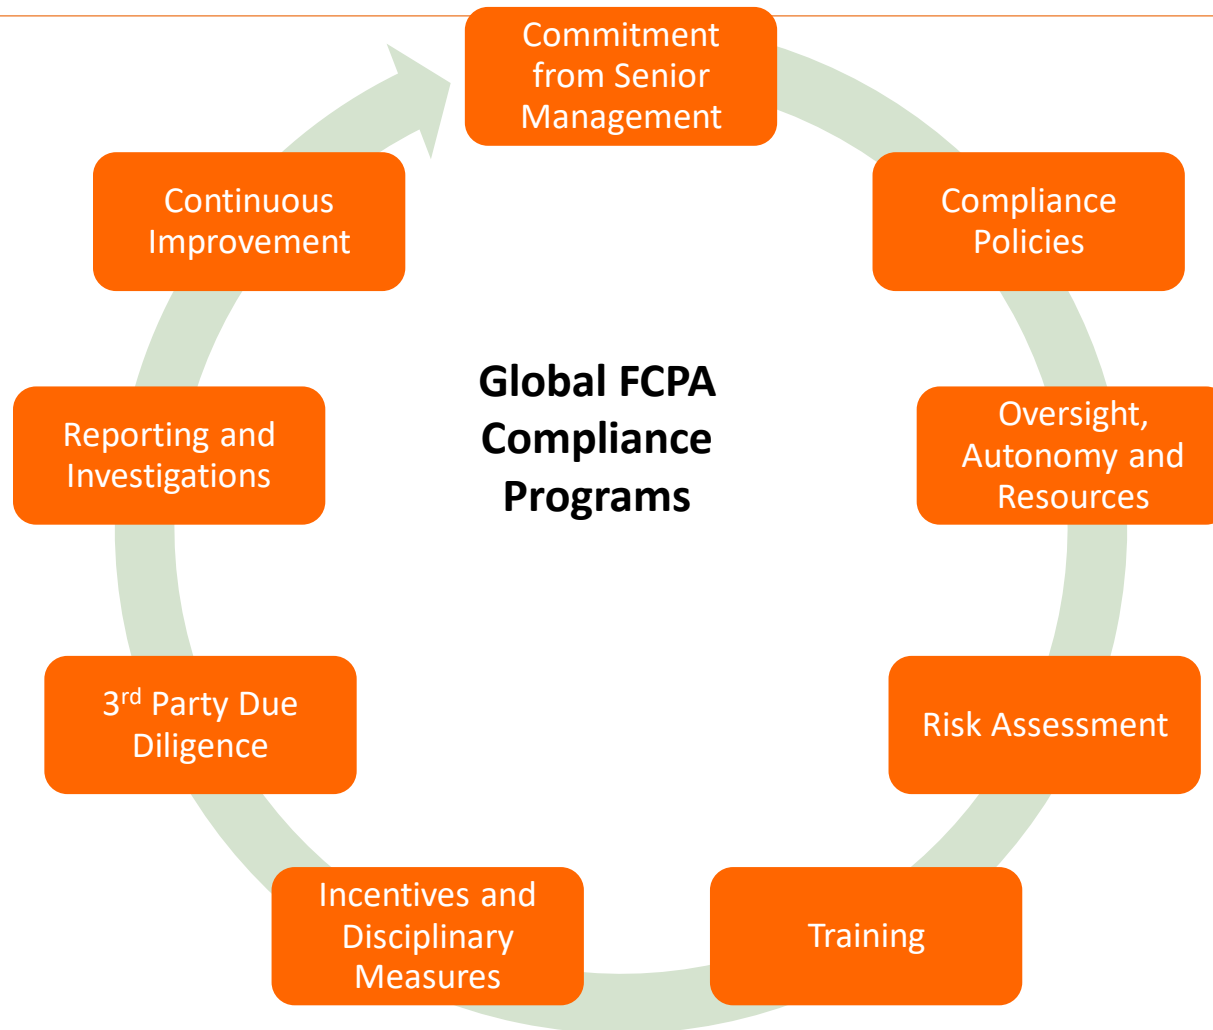 Commitment
from Senior
Management
Compliance
Policies
Oversight,
Autonomy and
Resources
Risk Assessment
Training
Incentives and
Disciplinary
Measures
3rd Party Due
Diligence
Reporting and
Investigations
Continuous
Improvement
Global FCPA
Compliance
Programs